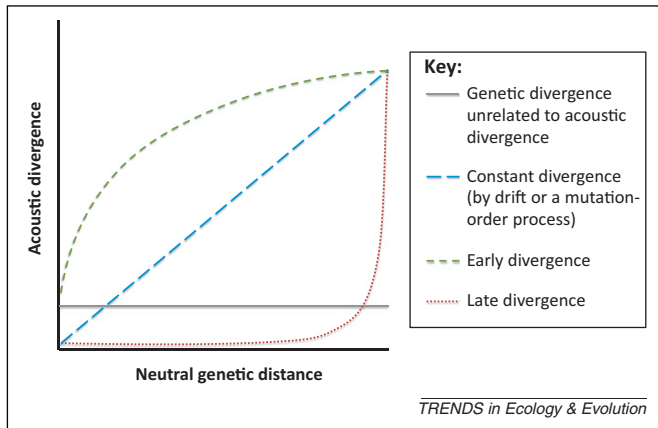 Acoustic divergence
Neutral genetic distance
Key:
Genetic divergence
unrelated to acoustic
divergence
Constant divergence
(by drift or a mutation-
order process)
Early divergence
Late divergence
TRENDS in Ecology & Evolution